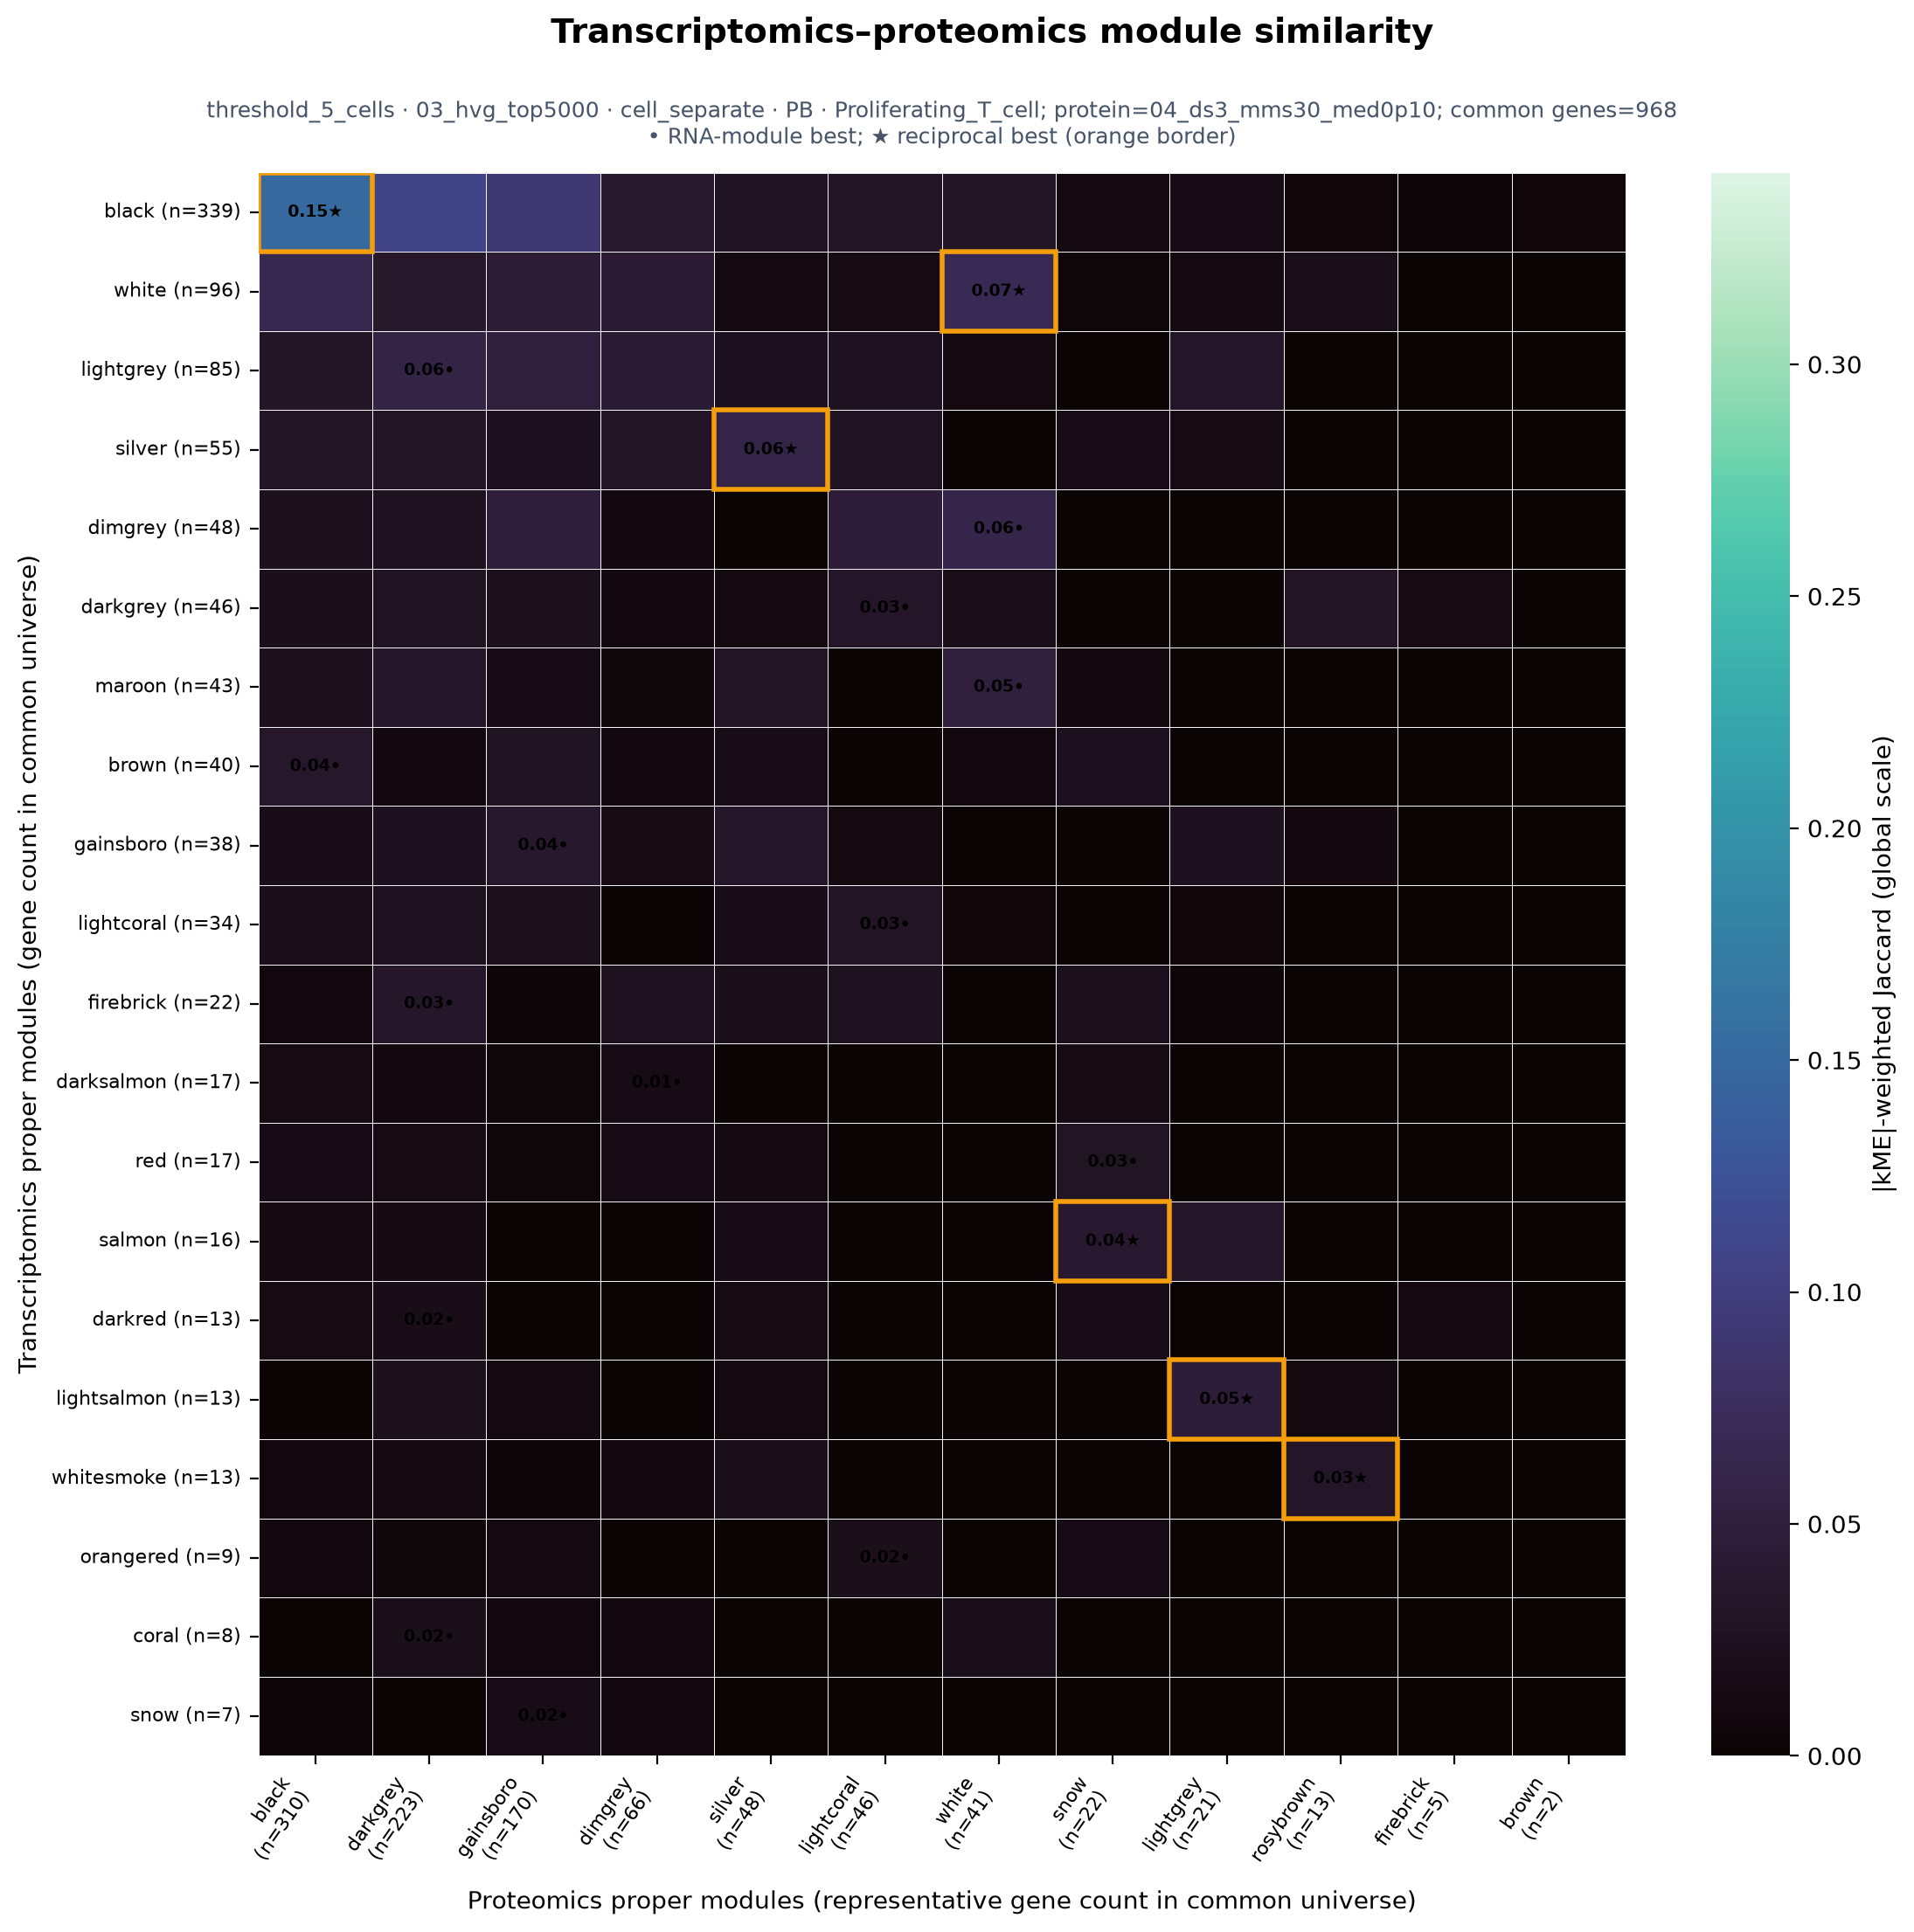 Transcriptomics–proteomics module similarity
threshold_5_cells · 03_hvg_top5000 · cell_separate · PB · Proliferating_T_cell; protein=04_ds3_mms30_med0p10; common genes=968
• RNA-module best; ★ reciprocal best (orange border)
Transcriptomics proper modules (gene count in common universe)
black (n=339)
0.15★
white (n=96)
0.07★
lightgrey (n=85)
0.06•
silver (n=55)
0.06★
dimgrey (n=48)
0.06•
darkgrey (n=46)
0.03•
maroon (n=43)
0.05•
brown (n=40)
0.04•
gainsboro (n=38)
0.04•
lightcoral (n=34)
0.03•
firebrick (n=22)
0.03•
darksalmon (n=17)
0.01•
red (n=17)
0.03•
salmon (n=16)
0.04★
darkred (n=13)
0.02•
lightsalmon (n=13)
0.05★
whitesmoke (n=13)
0.03★
orangered (n=9)
0.02•
coral (n=8)
0.02•
snow (n=7)
0.02•
black
(n=310)
darkgrey
(n=223)
gainsboro
(n=170)
dimgrey
(n=66)
silver
(n=48)
lightcoral
(n=46)
white
(n=41)
snow
(n=22)
lightgrey
(n=21)
rosybrown
(n=13)
firebrick
(n=5)
brown
(n=2)
Proteomics proper modules (representative gene count in common universe)
0.30
0.25
0.20
0.15
0.10
0.05
0.00
|kME|-weighted Jaccard (global scale)